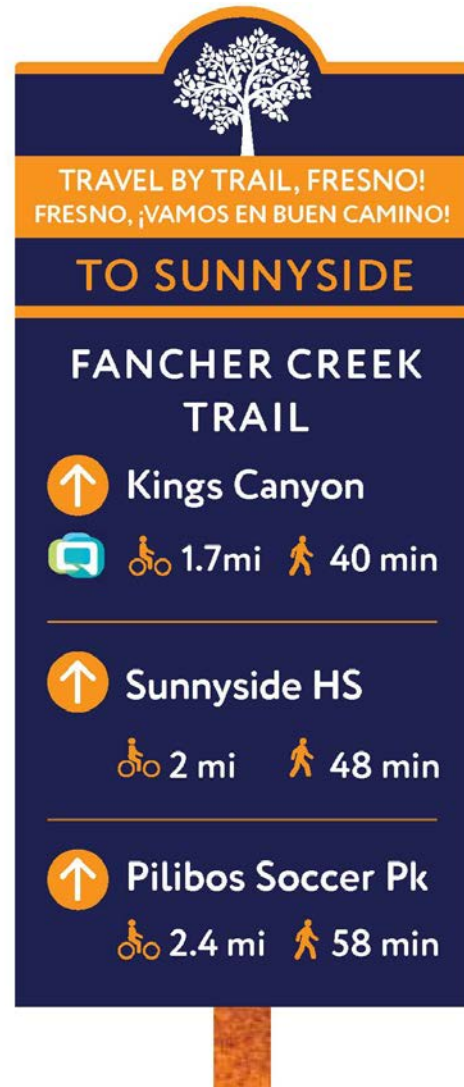 TRAVEL BY TRAIL, FRESNO!
FRESNO, ¡VAMOS EN BUEN CAMINO!
TO SUNNYSIDE
FANCHER CREEK
TRAIL
Kings Canyon
1.7mi 40 min
Sunnyside HS
2 mi 48 min
Pilibos Soccer Pk
2.4 mi 58 min